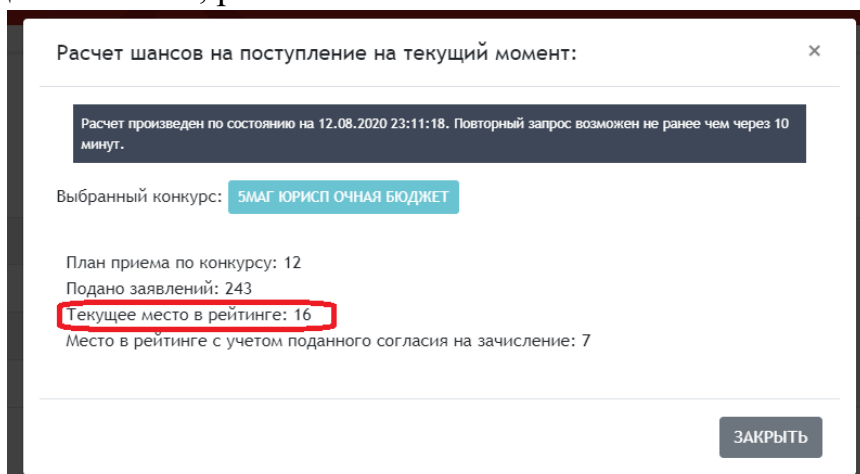 Расчет шансов на поступление на текущий момент:
×
Расчет произведен по состоянию на 12.08.2020 23:11:18. Повторный запрос возможен не ранее чем через 10
минут.
Выбранный конкурс: 5МАГ ЮРИСП ОЧНАЯ БЮДЖЕТ
План приема по конкурсу: 12
Подано заявлений: 243
Текущее место в рейтинге: 16
Место в рейтинге с учетом поданного согласия на зачисление: 7
ЗАКРЫТЬ